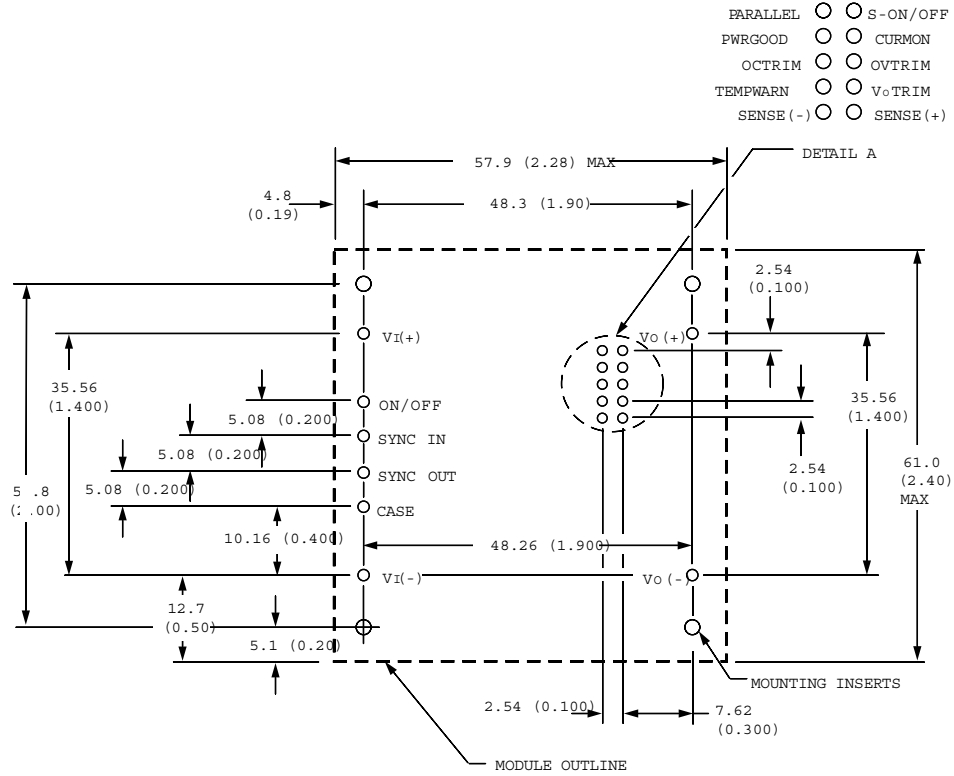 PARALLEL S-ON/OFF
PWRGOOD CURMON
OCTRIM OVTRIM
TEMPWARN VOTRIM
SENSE(-) SENSE(+)
DETAIL A
57.9 (2.28) MAX
4.8
(0.19)
48.3 (1.90)
2.54
(0.100)
VI(+)
VO(+)
35.56
(1.400)
ON/OFF
5.08 (0.200)
35.56
(1.400)
SYNC IN
5.08 (0.200)
SYNC OUT
5.08 (0.200)
2.54
(0.100)
61.0
(2.40)
MAX
CASE
10.16 (0.400)
48.26 (1.900)
VI(-)
VO(-)
12.7
(0.50)
5.1 (0.20)
MOUNTING INSERTS
2.54 (0.100)
7.62
(0.300)
MODULE OUTLINE